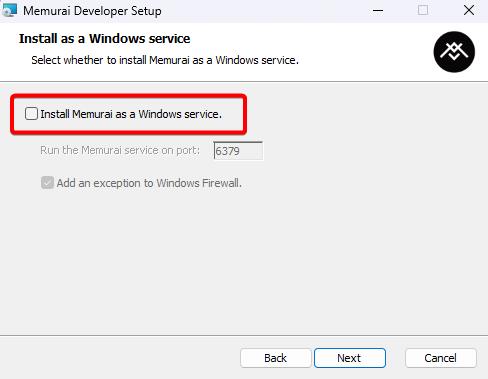 Memurai Developer Setup
Install as a Windows service
Select whether to install Memurai as a Windows service.
Install Memurai as a Windows service.
Run the Memurai service on port: 6379
Add an exception to Windows Firewall.
Back Next Cancel